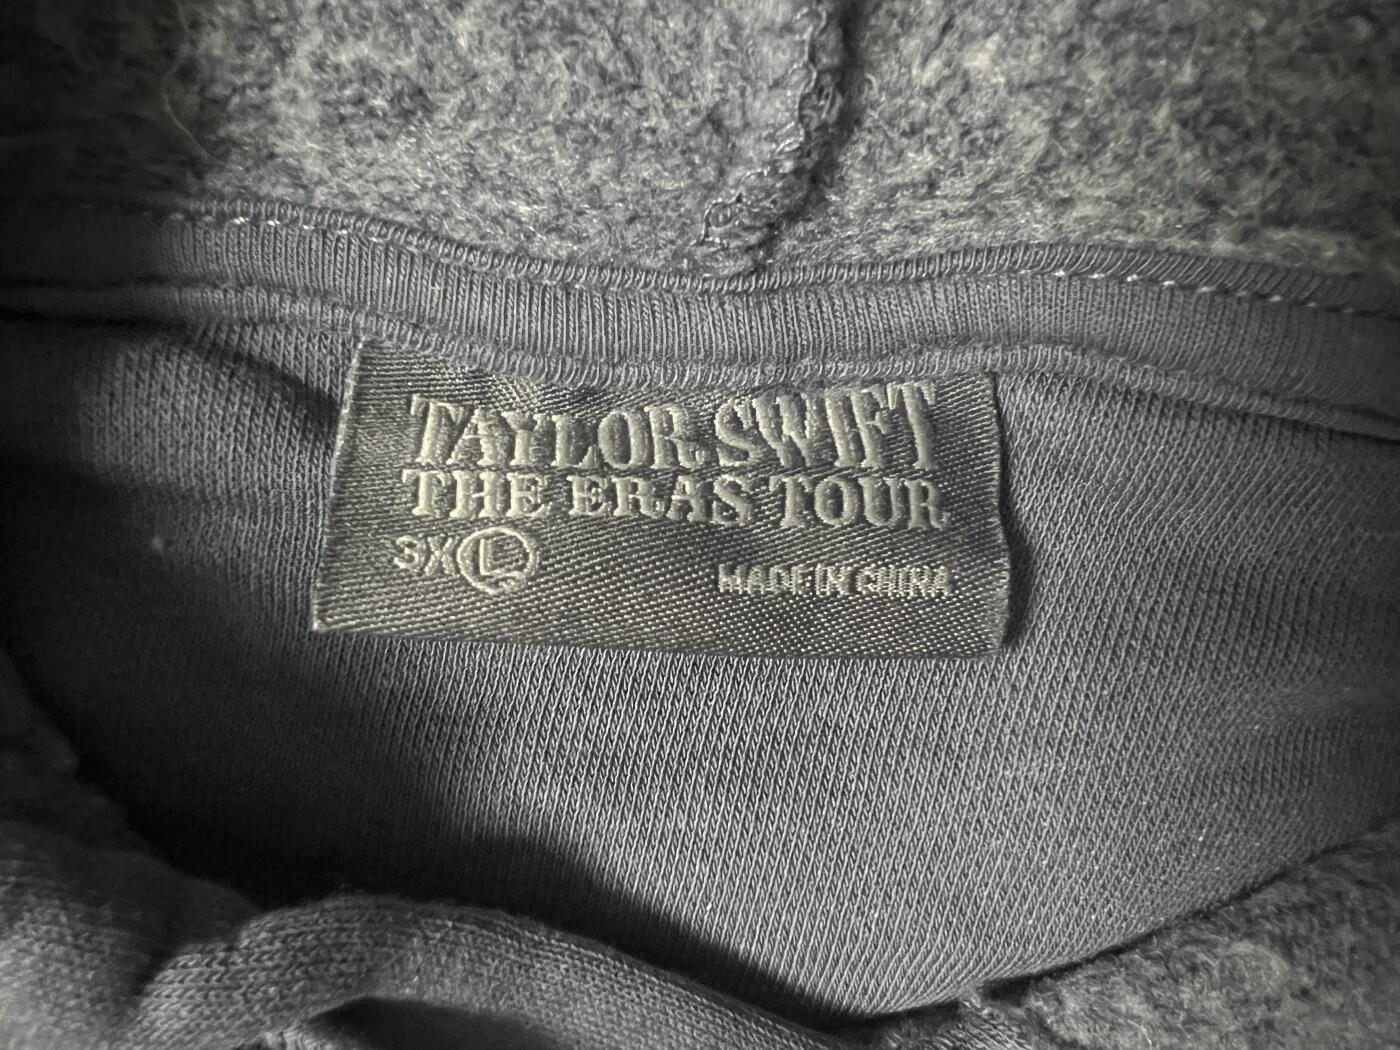 TAYLOR SWIFT
THE ERAS TOUR
3XL MADE IN CHINA